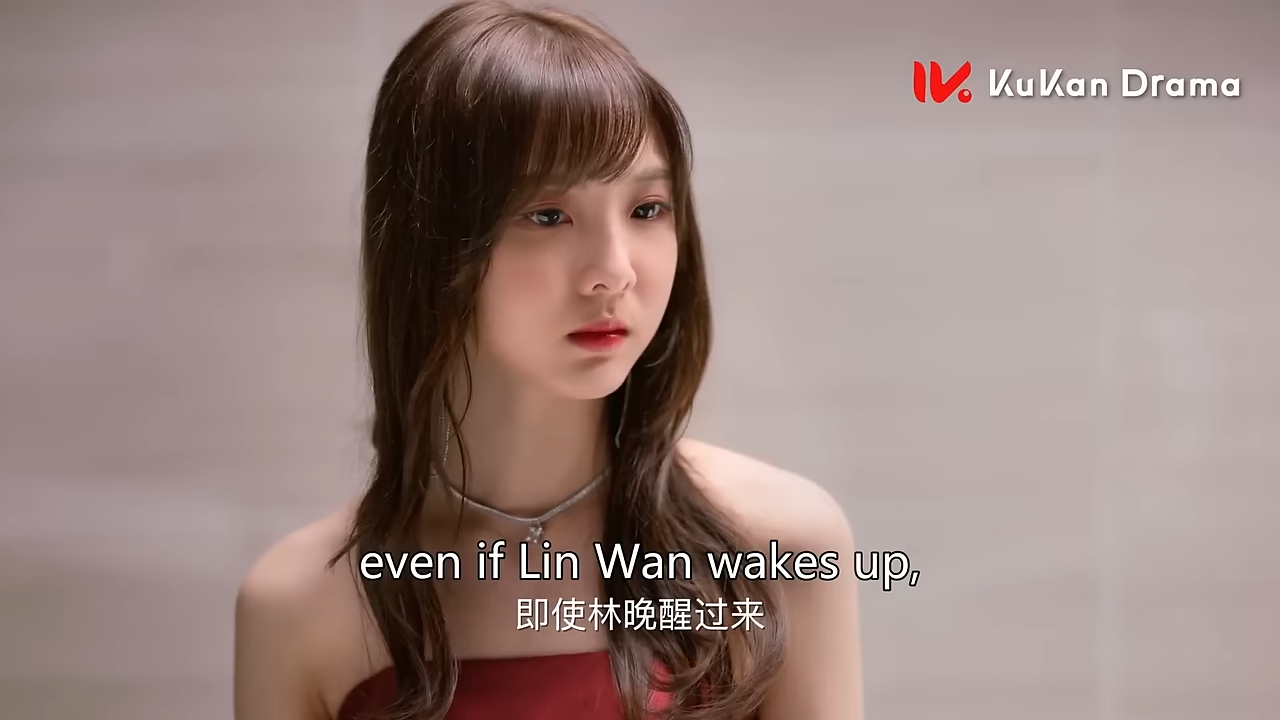 KuKan Drama
even if Lin Wan wakes up,
即使林晚醒过来